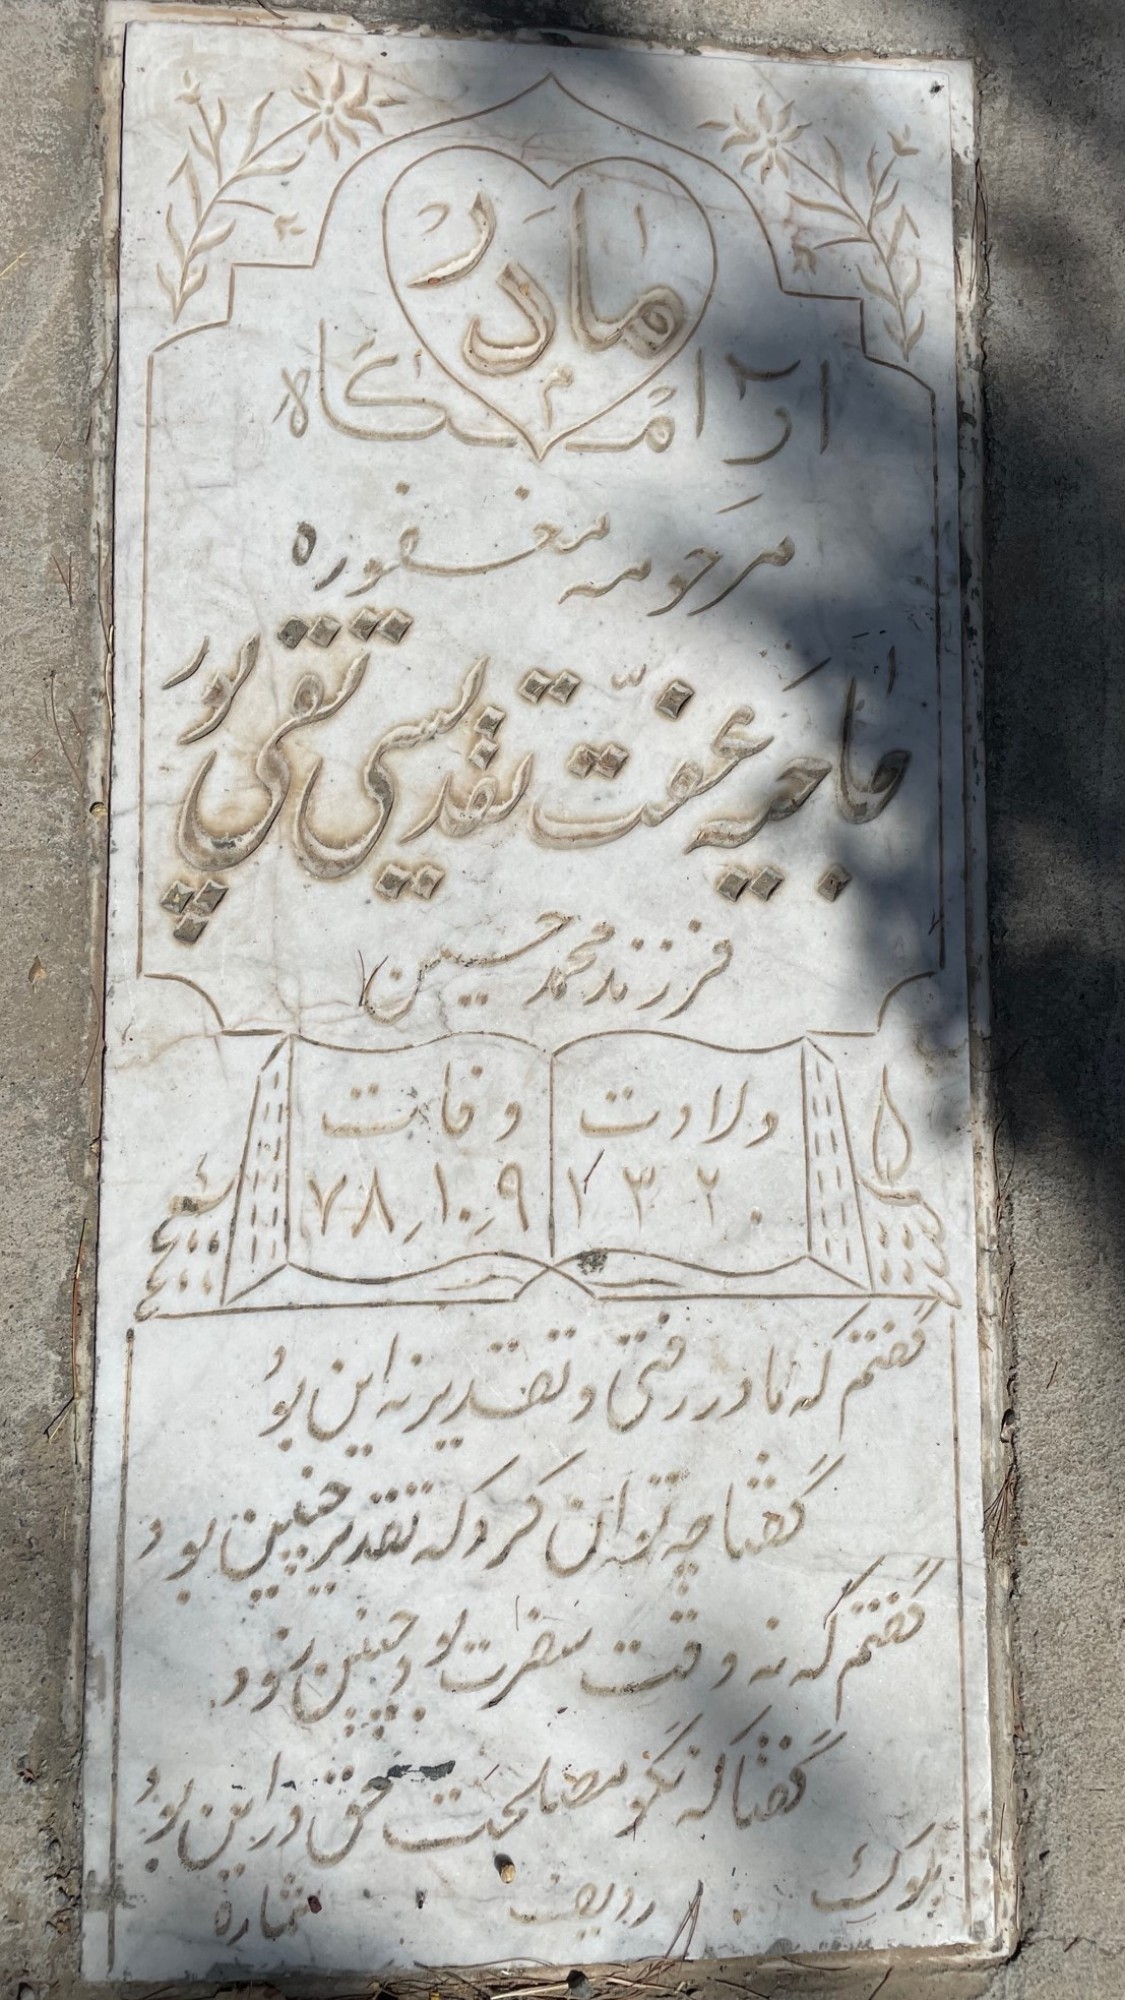 مادر
آرامگاه
مرحومه مغفوره
حاجیه عفّت تقدیسی تقی پور
فرزند محمد حسین
ولادت
۱۳۲۰
وفات
۷۸٫۱۰٫۹
گفتم که مادر رفتی و تقدیر نه این بود
گفتا چه توان کرد که تقدیر چنین بود
گفتم که نه وقت سفرت بود چنین زود
گفتا که نگو مصلحت حق در این بود
بلوک ردیف شماره